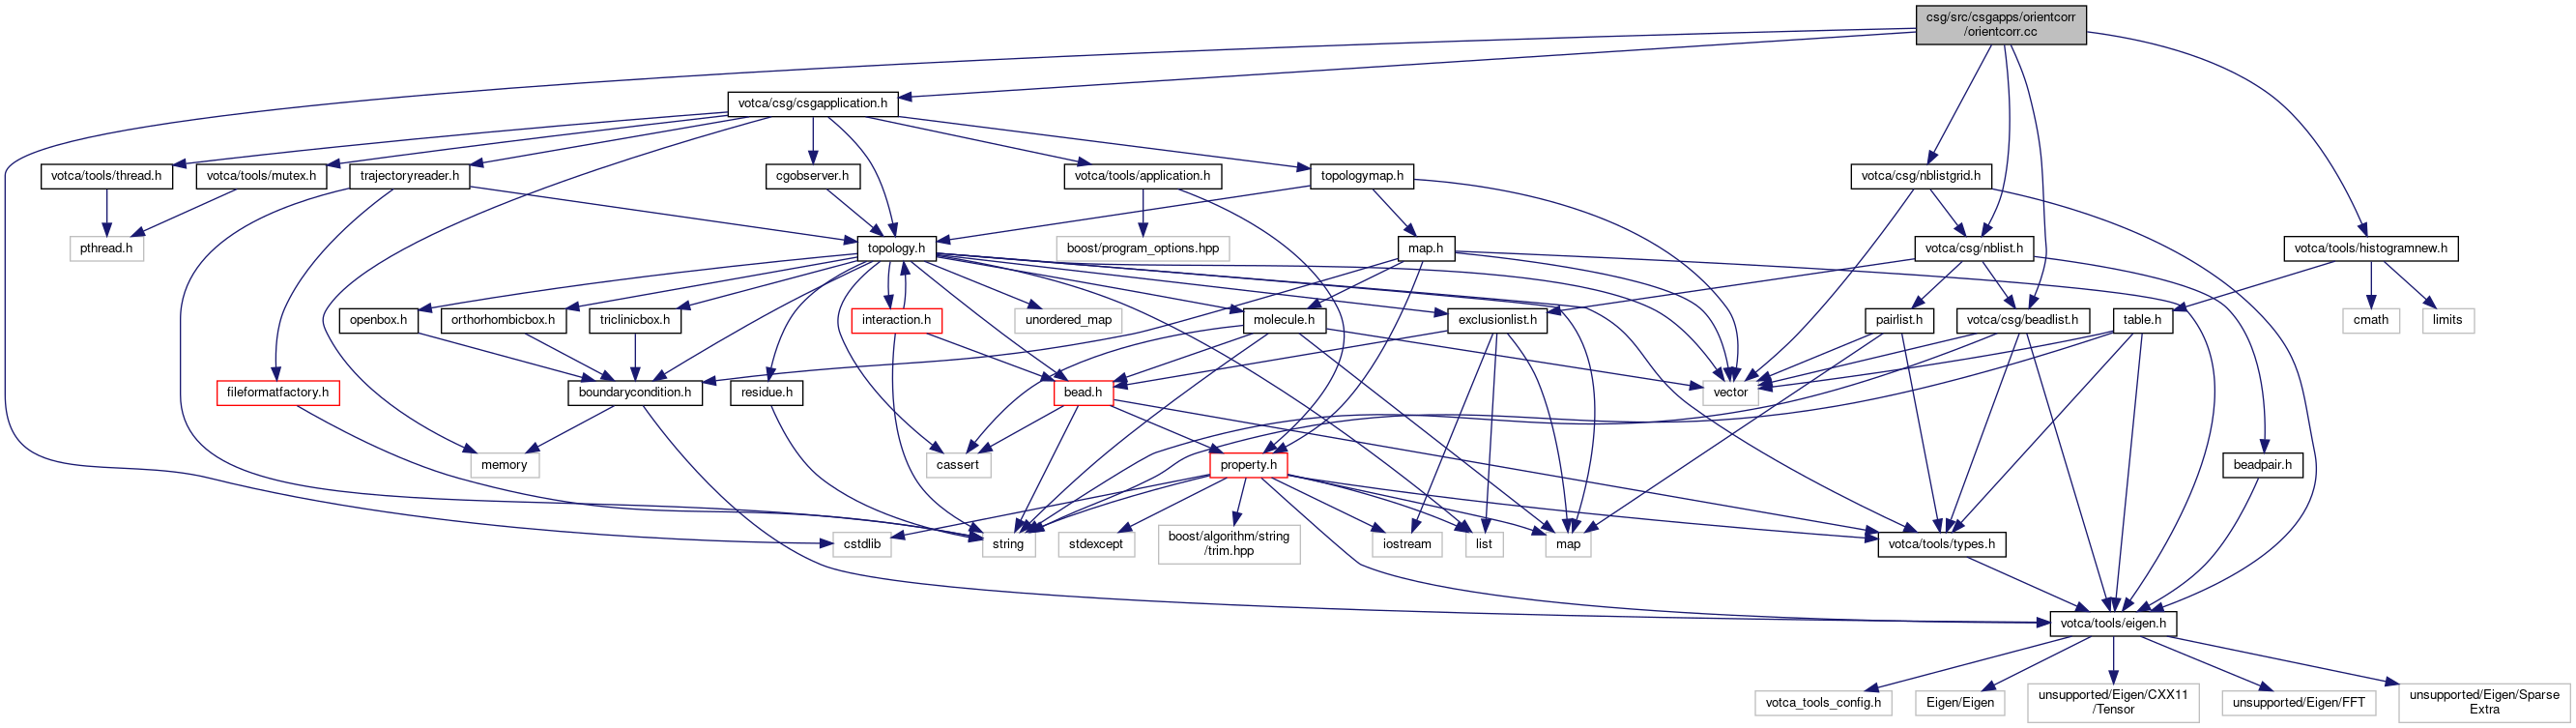 csg/src/csgapps/orientcorr
/orientcorr.cc
votca/csg/csgapplication.h
votca/tools/thread.h
votca/tools/mutex.h
trajectoryreader.h
cgobserver.h
votca/tools/application.h
topologymap.h
votca/csg/nblistgrid.h
pthread.h
topology.h
boost/program_options.hpp
map.h
votca/csg/nblist.h
votca/tools/histogramnew.h
openbox.h
orthorhombicbox.h
triclinicbox.h
interaction.h
unordered_map
molecule.h
exclusionlist.h
pairlist.h
votca/csg/beadlist.h
table.h
cmath
limits
fileformatfactory.h
boundarycondition.h
residue.h
bead.h
vector
memory
cassert
property.h
beadpair.h
cstdlib
string
stdexcept
boost/algorithm/string
/trim.hpp
iostream
list
map
votca/tools/types.h
votca/tools/eigen.h
votca_tools_config.h
Eigen/Eigen
unsupported/Eigen/CXX11
/Tensor
unsupported/Eigen/FFT
unsupported/Eigen/Sparse
Extra